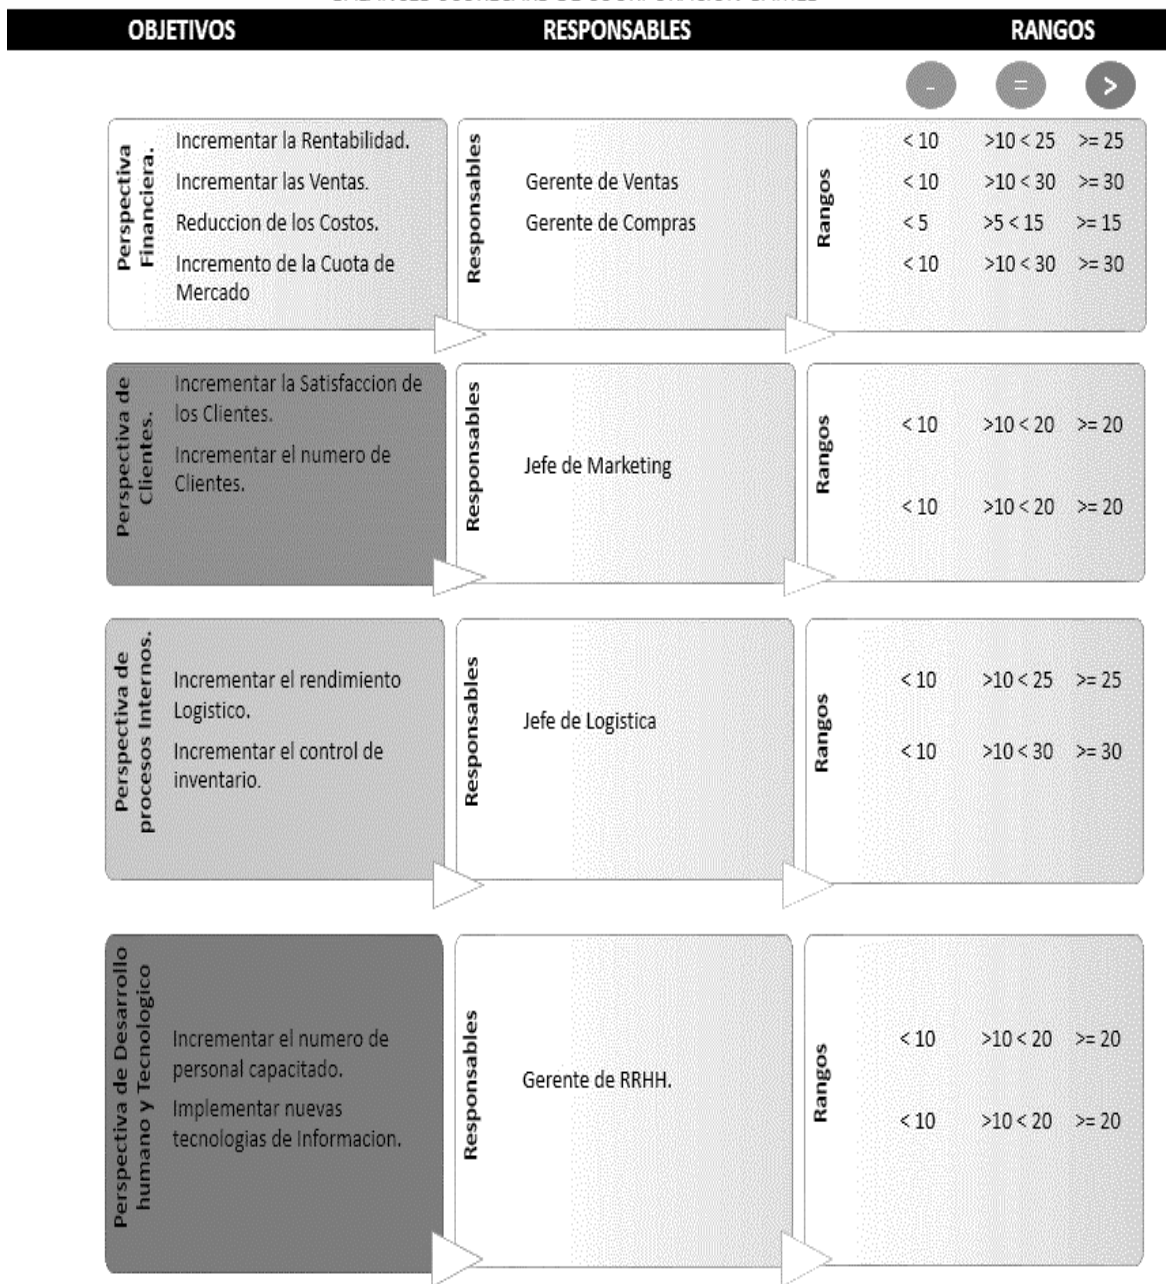 OBJETIVOS RESPONSABLES RANGOS
- = >
Perspectiva
Financiera.
Incrementar la Rentabilidad.
Incrementar las Ventas.
Reduccion de los Costos.
Incremento de la Cuota de
Mercado
Responsables
Gerente de Ventas
Gerente de Compras
Rangos
< 10 >10 < 25 >= 25
< 10 >10 < 30 >= 30
< 5 >5 < 15 >= 15
< 10 >10 < 30 >= 30
Perspectiva de
Clientes.
Incrementar la Satisfaccion de
los Clientes.
Incrementar el numero de
Clientes.
Responsables
Jefe de Marketing
Rangos
< 10 >10 < 20 >= 20
< 10 >10 < 20 >= 20
Perspectiva de
procesos Internos.
Incrementar el rendimiento
Logistico.
Incrementar el control de
inventario.
Responsables
Jefe de Logistica
Rangos
< 10 >10 < 25 >= 25
< 10 >10 < 30 >= 30
Perspectiva de Desarrollo
humano y Tecnologico
Incrementar el numero de
personal capacitado.
Implementar nuevas
tecnologias de Informacion.
Responsables
Gerente de RRHH.
Rangos
< 10 >10 < 20 >= 20
< 10 >10 < 20 >= 20